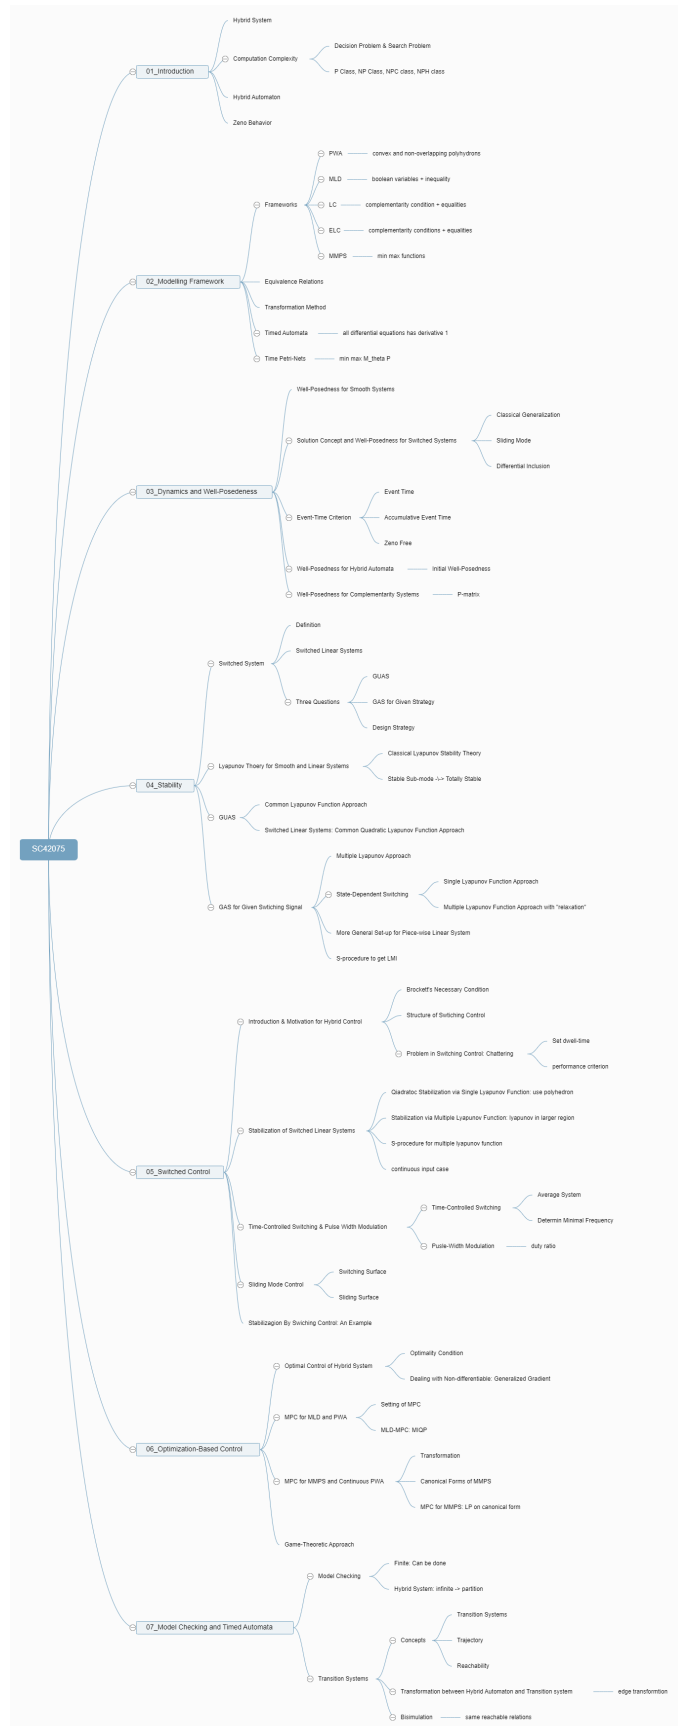 Hybrid System
Decision Problem & Search Problem
Computation Complexity
P Class, NP Class, NPC class, NPH class
01_Introduction
Hybrid Automaton
Zeno Behavior
PWA
convex and non-overlapping polyhydrons
MLD
boolean variables + inequality
Frameworks
LC
complementarity condition + equalities
ELC
complementarity conditions + equalities
MMPS
min max functions
02_Modelling Framework
Equivalence Relations
Transformation Method
Timed Automata
all differential equations has derivative 1
Time Petri-Nets
min max M_theta P
Well-Posedness for Smooth Systems
Classical Generalization
Solution Concept and Well-Posedness for Switched Systems
Sliding Mode
Differential Inclusion
03_Dynamics and Well-Posedeness
Event Time
Event-Time Criterion
Accumulative Event Time
Zeno Free
Well-Posedness for Hybrid Automata
Initial Well-Posedness
Well-Posedness for Complementarity Systems
P-matrix
Definition
Switched System
Switched Linear Systems
GUAS
Three Questions
GAS for Given Strategy
Design Strategy
Classical Lyapunov Stability Theory
Lyapunov Thoery for Smooth and Linear Systems
Stable Sub-mode -\-> Totally Stable
04_Stability
Common Lyapunov Function Approach
GUAS
Switched Linear Systems: Common Quadratic Lyapunov Function Approach
SC42075
Multiple Lyapunov Approach
Single Lyapunov Function Approach
State-Dependent Switching
Multiple Lyapunov Function Approach with "relaxation"
GAS for Given Swtiching Signal
More General Set-up for Piece-wise Linear System
S-procedure to get LMI
Brockett's Necessary Condition
Introduction & Motivation for Hybrid Control
Structure of Swtiching Control
Set dwell-time
Problem in Switching Control: Chattering
performance criterion
Qiadratoc Stabilization via Single Lyapunov Function: use polyhedron
Stabilization via Multiple Lyapunov Function: lyapunov in larger region
Stabilization of Switched Linear Systems
S-procedure for multiple lyapunov function
continuous input case
05_Switched Control
Average System
Time-Controlled Switching
Determin Minimal Frequency
Time-Controlled Switching & Pulse Width Modulation
Pusle-Width Modulation
duty ratio
Switching Surface
Sliding Mode Control
Sliding Surface
Stabilizagion By Swiching Control: An Example
Optimality Condition
Optimal Control of Hybrid System
Dealing with Non-differentiable: Generalized Gradient
Setting of MPC
MPC for MLD and PWA
MLD-MPC: MIQP
06_Optimization-Based Control
Transformation
MPC for MMPS and Continuous PWA
Canonical Forms of MMPS
MPC for MMPS: LP on canonical form
Game-Theoretic Approach
Finite: Can be done
Model Checking
Hybrid System: infinite -> partition
07_Model Checking and Timed Automata
Transition Systems
Concepts
Trajectory
Reachability
Transition Systems
Transformation between Hybrid Automaton and Transition system
edge transformtion
Bisimulation
same reachable relations